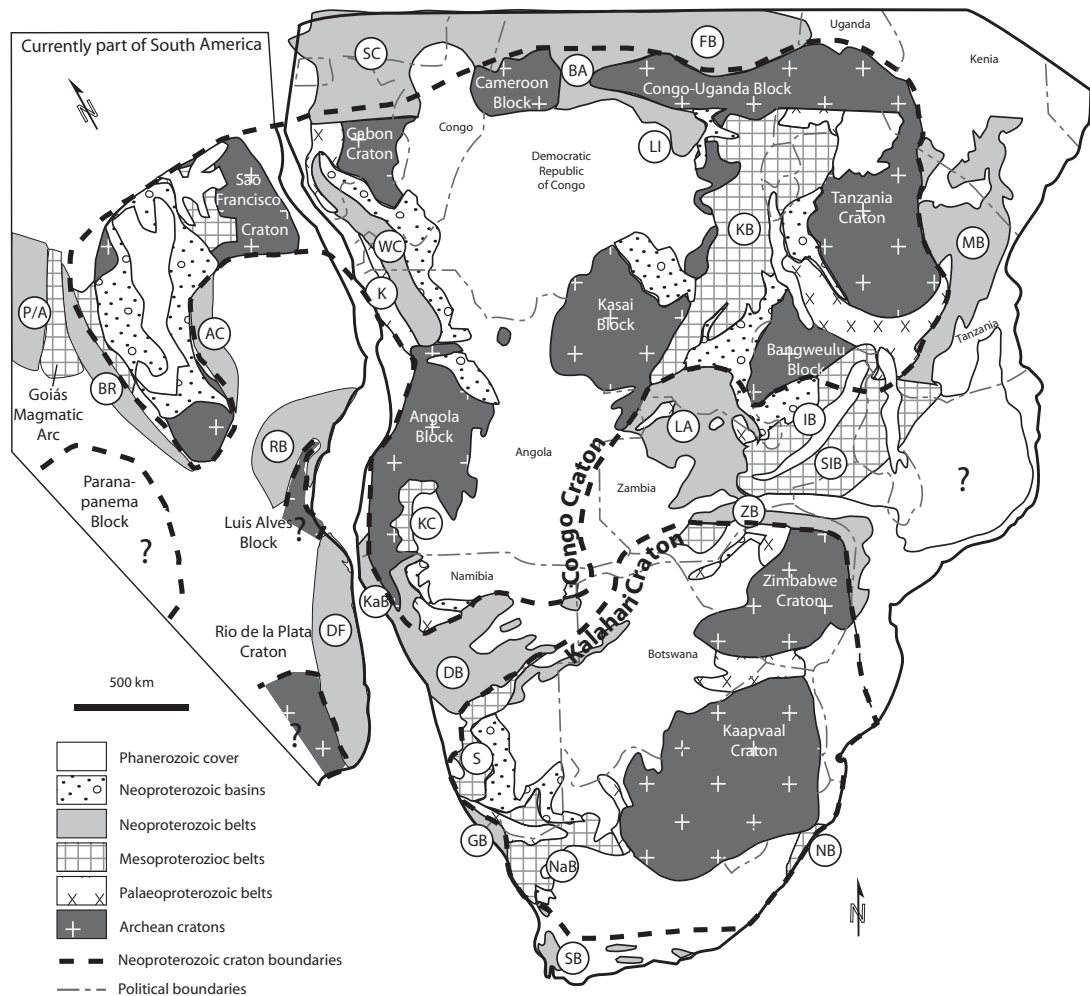 Currently part of South America
N
SC
FB
Uganda
Kenia
BA
Cameroon
Block
Congo-Uganda Block
Gabon
Craton
Congo
LI
Democratic
Republic
of Congo
São
Francisco
Craton
Tanzania
Craton
KB
MB
WC
K
P/A
AC
Kasai
Block
Tanzania
Bangweulu
Block
Goiás
Magmatic
Arc
BR
Angola
Block
LA
IB
RB
Angola
SIB
?
Zambia
Parana-
panema
Block
?
Luis Alves
Block
?
KC
ZB
Congo Craton
Kalahari Craton
Namibia
Zimbabwe
Craton
KaB
Rio de la Plata
Craton
DF
DB
Botswana
500 km
?
Kaapvaal
Craton
S
GB
NaB
NB
N
SB
Phanerozoic cover
Neoproterozoic basins
Neoproterozoic belts
Mesoproterozioc belts
Palaeoproterozoic belts
Archean cratons
Neoproterozoic craton boundaries
Political boundaries